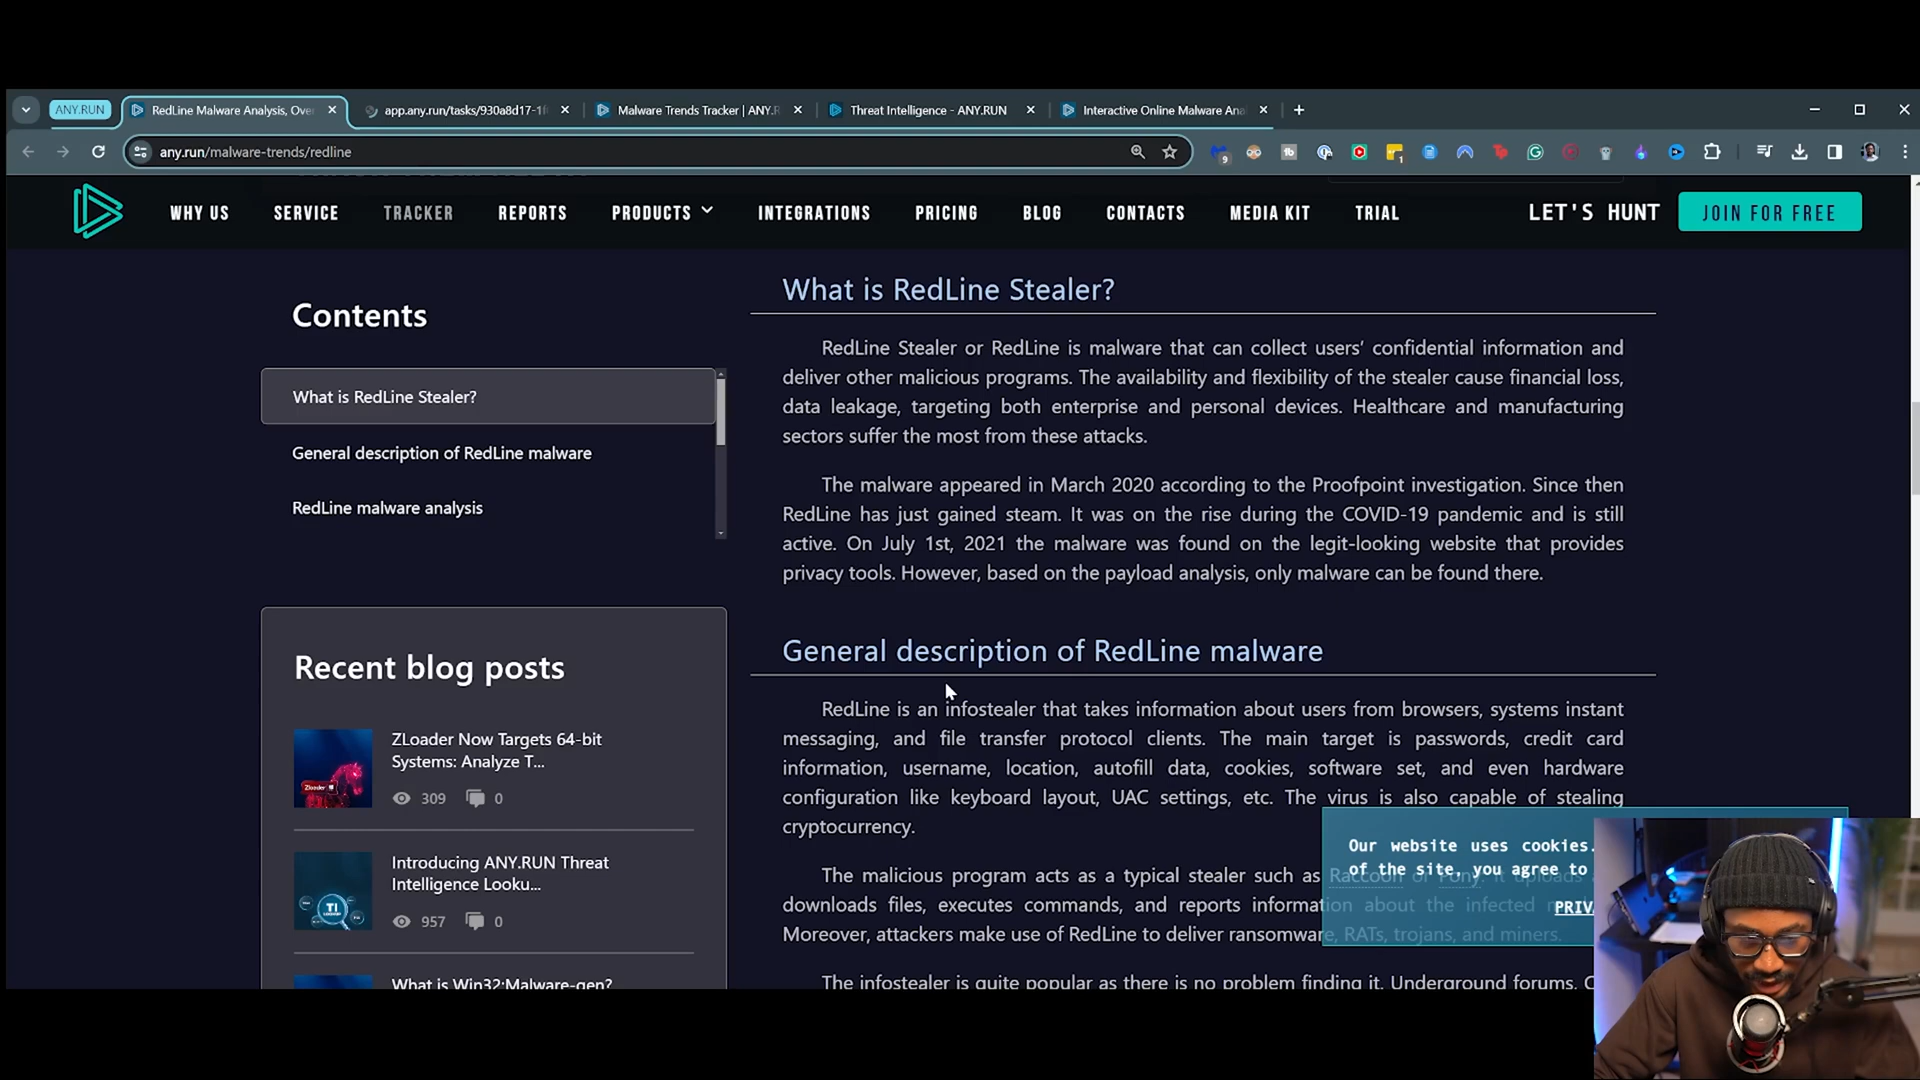 ANY.RUN
RedLine Malware Analysis, Over
app.any.run/tasks/930a8d17-1f
Malware Trends Tracker | ANY.R
Threat Intelligence - ANY.RUN
Interactive Online Malware Ana
any.run/malware-trends/redline
9
1
WHY US
SERVICE
TRACKER
REPORTS
PRODUCTS
INTEGRATIONS
PRICING
BLOG
CONTACTS
MEDIA KIT
TRIAL
LET'S HUNT
JOIN FOR FREE
Contents
What is RedLine Stealer?
General description of RedLine malware
RedLine malware analysis
Recent blog posts
Zloader
ZLoader Now Targets 64-bit
Systems: Analyze T...
309
0
TI
Introducing ANY.RUN Threat
Intelligence Looku...
957
0
What is Win32:Malware-gen?
What is RedLine Stealer?
RedLine Stealer or RedLine is malware that can collect users' confidential information and
deliver other malicious programs. The availability and flexibility of the stealer cause financial loss,
data leakage, targeting both enterprise and personal devices. Healthcare and manufacturing
sectors suffer the most from these attacks.
The malware appeared in March 2020 according to the Proofpoint investigation. Since then
RedLine has just gained steam. It was on the rise during the COVID-19 pandemic and is still
active. On July 1st, 2021 the malware was found on the legit-looking website that provides
privacy tools. However, based on the payload analysis, only malware can be found there.
General description of RedLine malware
RedLine is an infostealer that takes information about users from browsers, systems instant
messaging, and file transfer protocol clients. The main target is passwords, credit card
information, username, location, autofill data, cookies, software set, and even hardware
configuration like keyboard layout, UAC settings, etc. The virus is also capable of stealing
cryptocurrency.
The malicious program acts as a typical stealer such as Raccoon or Pony. It uploads
downloads files, executes commands, and reports information about the infected
Moreover, attackers make use of RedLine to deliver ransomware, RATs, trojans, and miners.
The infostealer is quite popular as there is no problem finding it. Underground forums,
Our website uses cookies.
of the site, you agree to
PRIV